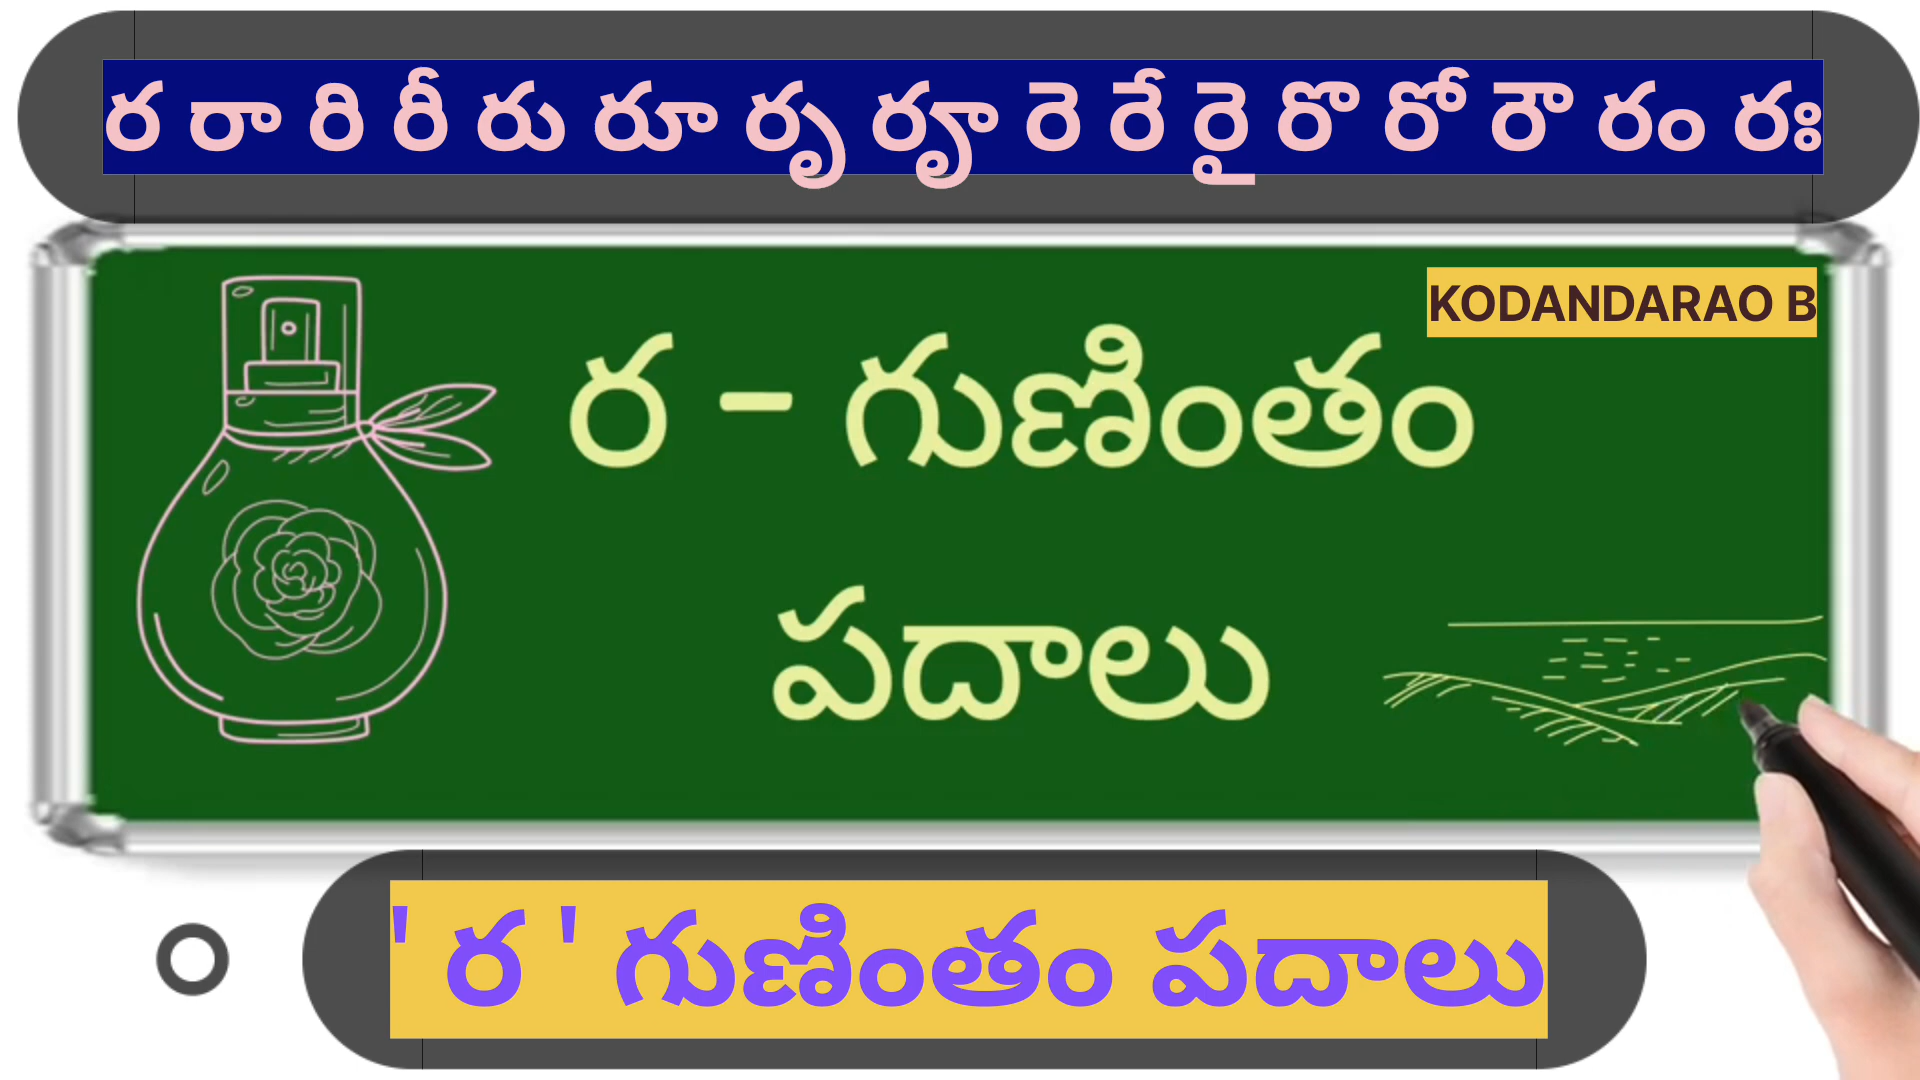 ర రా రి రీ రు రూ రృ రౄ రె రే రై రొ రో రౌ రం రః
KODANDARAO B
ర - గుణింతం
పదాలు
' ర ' గుణింతం పదాలు